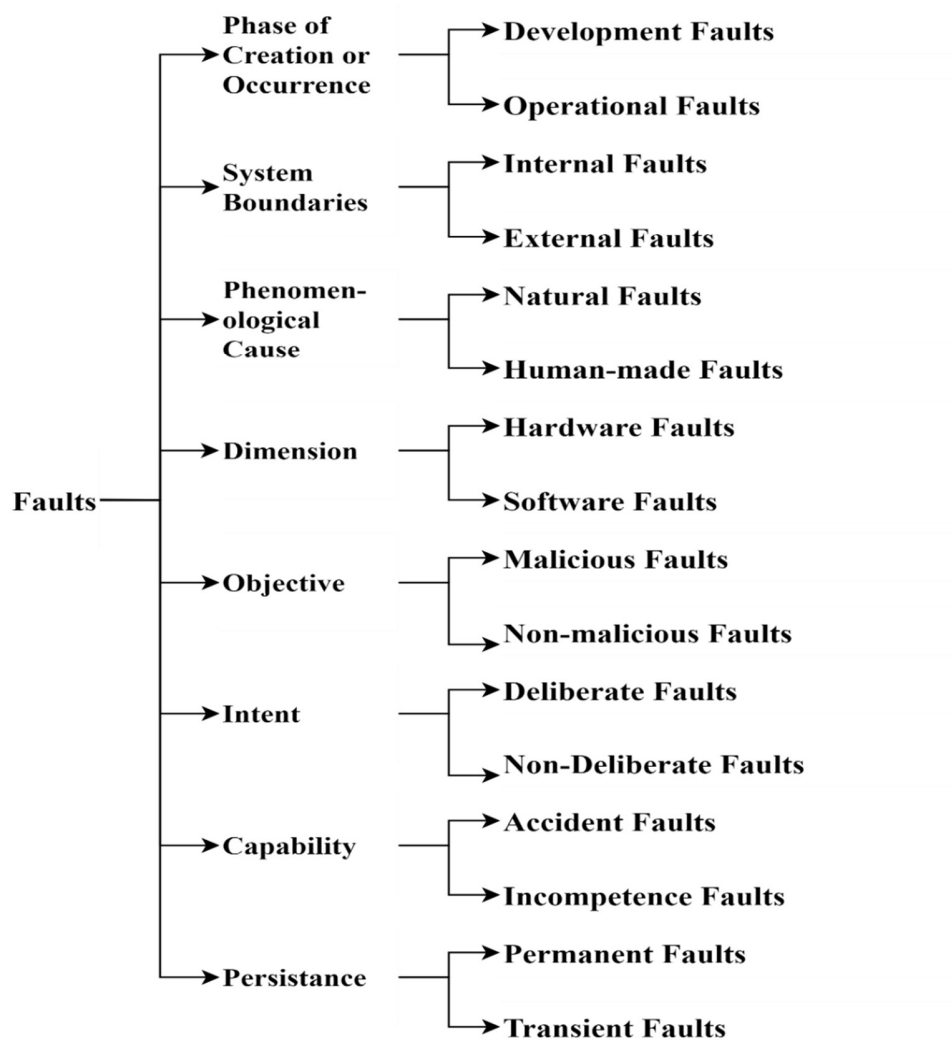 Phase of
Creation or
Occurrence
Development Faults
Operational Faults
System
Boundaries
Internal Faults
External Faults
Phenomen-
ological
Cause
Natural Faults
Human-made Faults
Dimension
Hardware Faults
Software Faults
Faults
Objective
Malicious Faults
Non-malicious Faults
Intent
Deliberate Faults
Non-Deliberate Faults
Capability
Accident Faults
Incompetence Faults
Persistance
Permanent Faults
Transient Faults